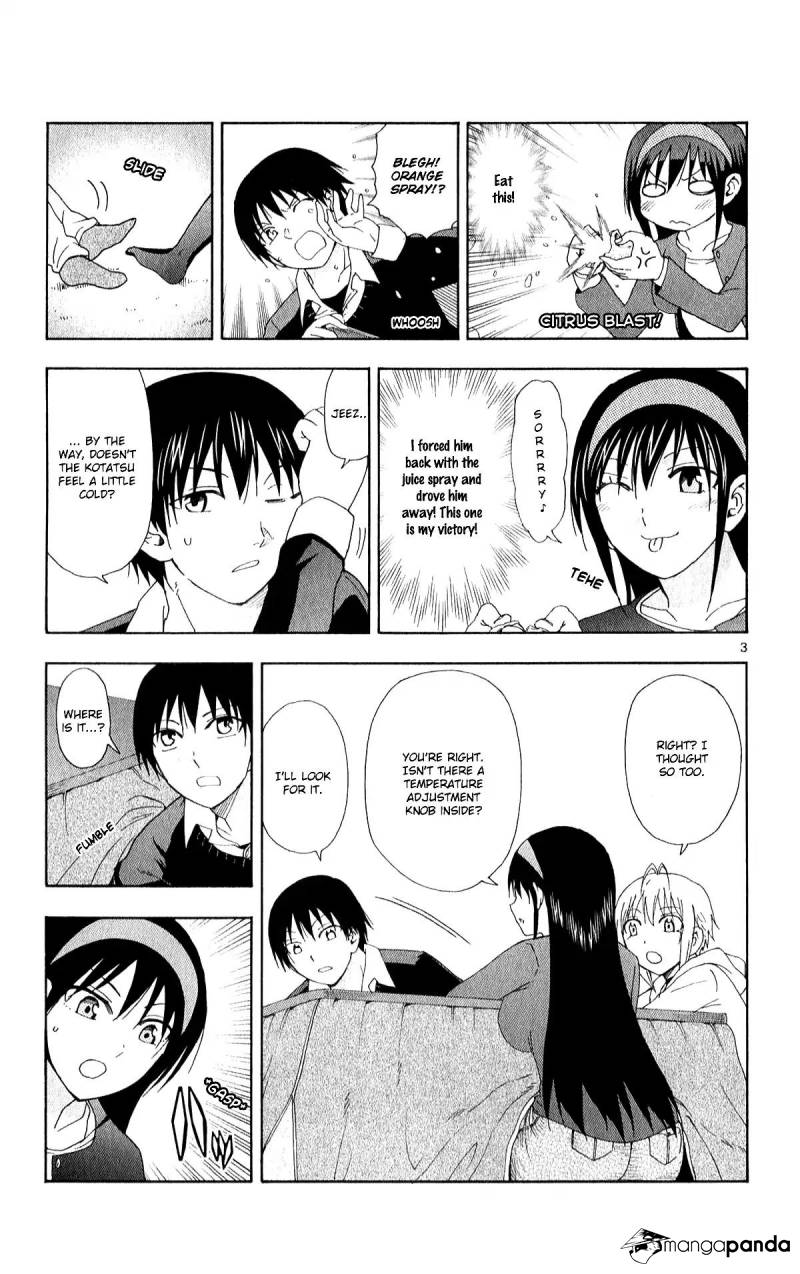 Eat
this!
CITRUS BLAST!
BLEGH!
ORANGE
SPRAY!?
WHOOSH
SLIDE
SORRRRY♪
TEHE
I forced him
back with the
juice spray and
drove him
away! This one
is my victory!
JEEZ..
... BY THE
WAY, DOESN'T
THE KOTATSU
FEEL A LITTLE
COLD?
3
RIGHT? I
THOUGHT
SO TOO.
YOU'RE RIGHT.
ISN'T THERE A
TEMPERATURE
ADJUSTMENT
KNOB INSIDE?
I'LL LOOK
FOR IT.
WHERE
IS IT...?
FUMBLE
*GASP*
mangapanda